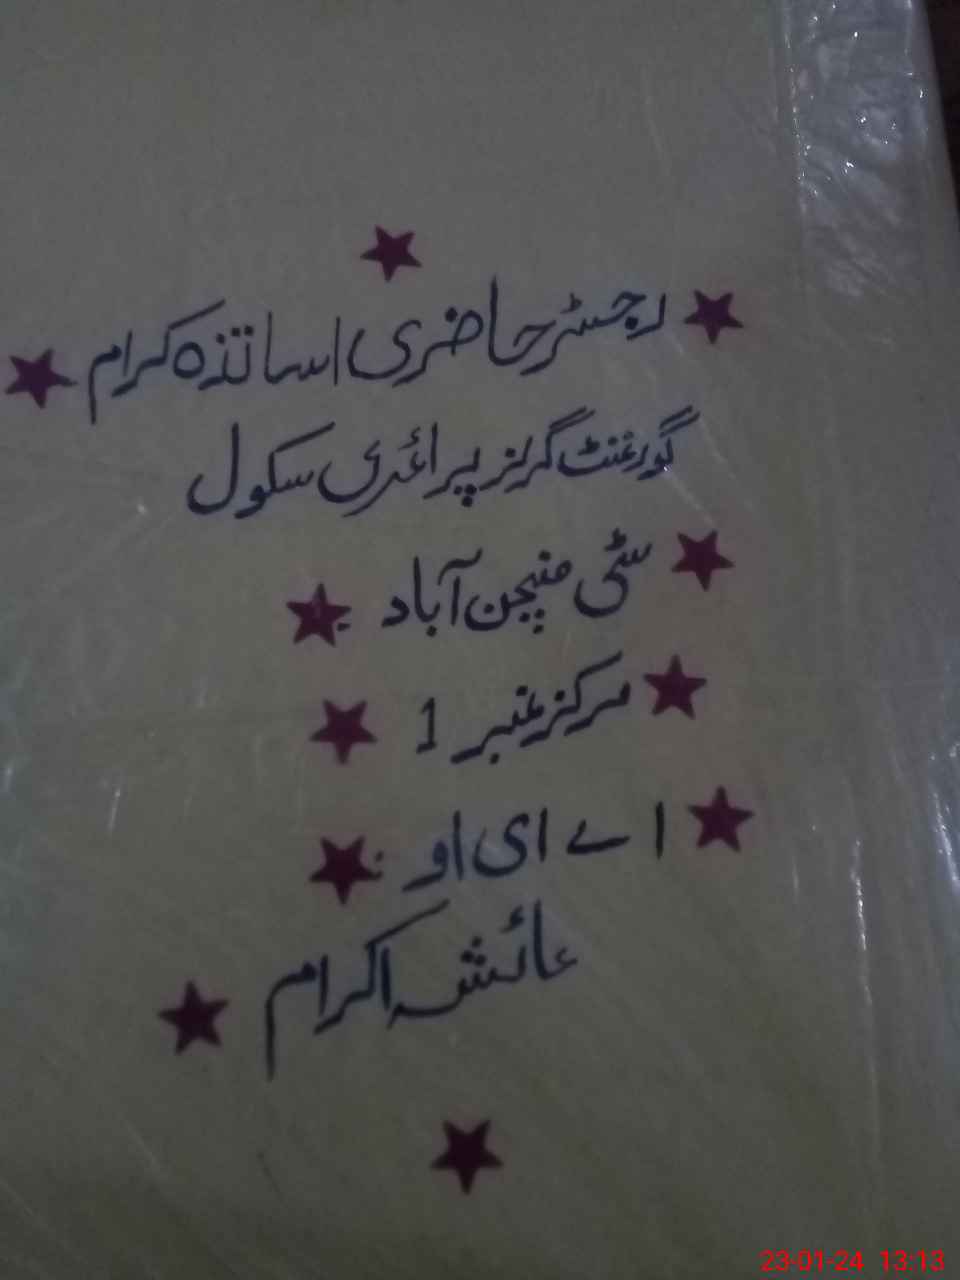 رجسٹر حاضری اساتذہ کرام
گورنمنٹ گرلز پرائمری سکول
سٹی منچن آباد
مرکز نمبر 1
اے ای او
عائشہ اکرام
23-01-24 13:13